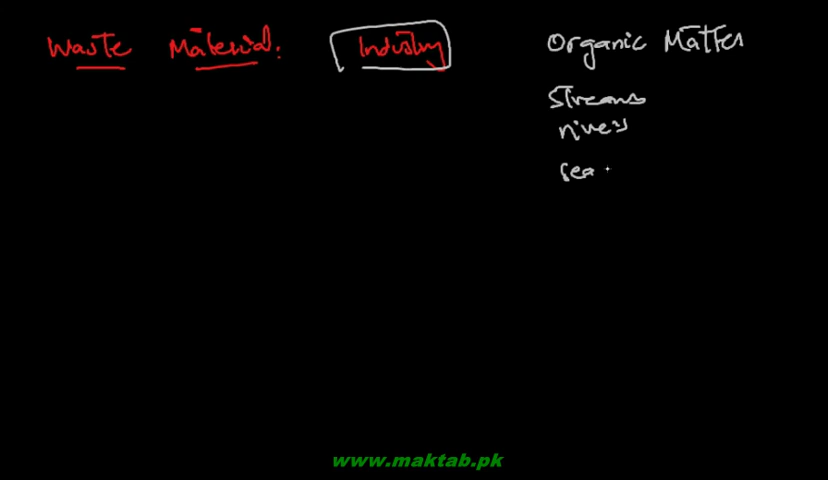 Waste Material: Industry
Organic Matter
Streams
rivers
sea
www.maktab.pk